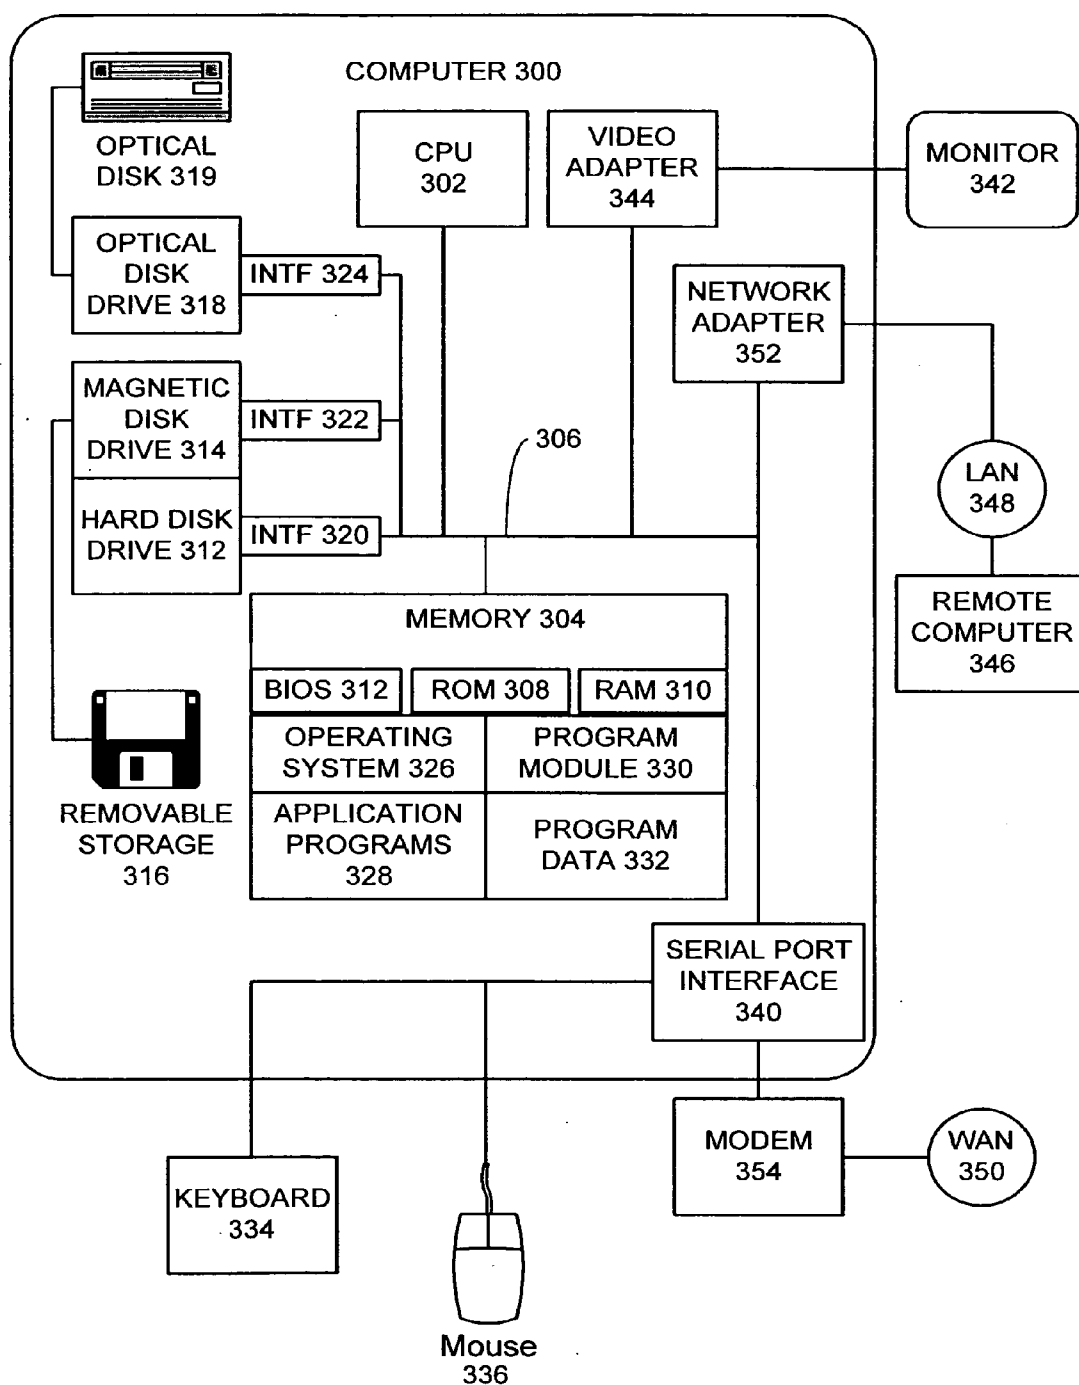 COMPUTER 300
OPTICAL
DISK 319
CPU
302
VIDEO
ADAPTER
344
MONITOR
342
OPTICAL
DISK
DRIVE 318
INTF 324
NETWORK
ADAPTER
352
MAGNETIC
DISK
DRIVE 314
INTF 322
306
LAN
348
HARD DISK
DRIVE 312
INTF 320
REMOTE
COMPUTER
346
MEMORY 304
BIOS 312
ROM 308
RAM 310
OPERATING
SYSTEM 326
PROGRAM
MODULE 330
REMOVABLE
STORAGE
316
APPLICATION
PROGRAMS
328
PROGRAM
DATA 332
SERIAL PORT
INTERFACE
340
MODEM
354
WAN
350
KEYBOARD
334
Mouse
336